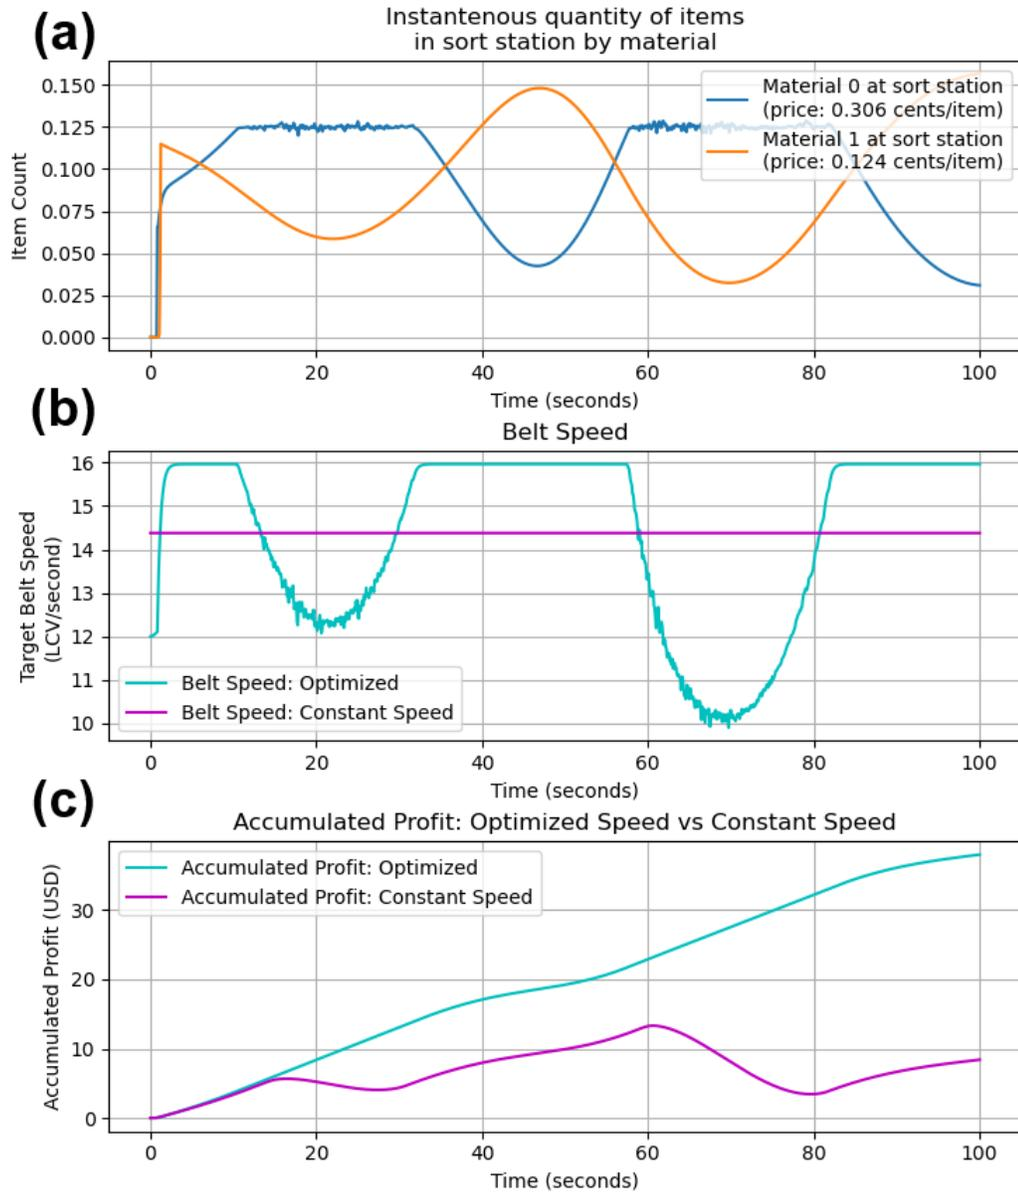 (a)
Instantenous quantity of items
in sort station by material
Item Count
0.150
0.125
0.100
0.075
0.050
0.025
0.000
Material 0 at sort station
(price: 0.306 cents/item)
Material 1 at sort station
(price: 0.124 cents/item)
0 20 40 60 80 100
Time (seconds)
(b)
Belt Speed
Target Belt Speed
(LCV/second)
16
15
14
13
12
11
10
Belt Speed: Optimized
Belt Speed: Constant Speed
0 20 40 60 80 100
Time (seconds)
(c)
Accumulated Profit: Optimized Speed vs Constant Speed
Accumulated Profit (USD)
30
20
10
0
Accumulated Profit: Optimized
Accumulated Profit: Constant Speed
0 20 40 60 80 100
Time (seconds)